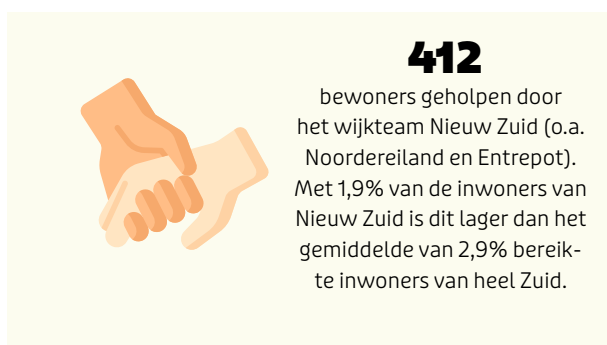 412
bewoners geholpen door
het wijkteam Nieuw Zuid (o.a.
Noordereiland en Entrepot).
Met 1,9% van de inwoners van
Nieuw Zuid is dit lager dan het
gemiddelde van 2,9% bereik-
te inwoners van heel Zuid.